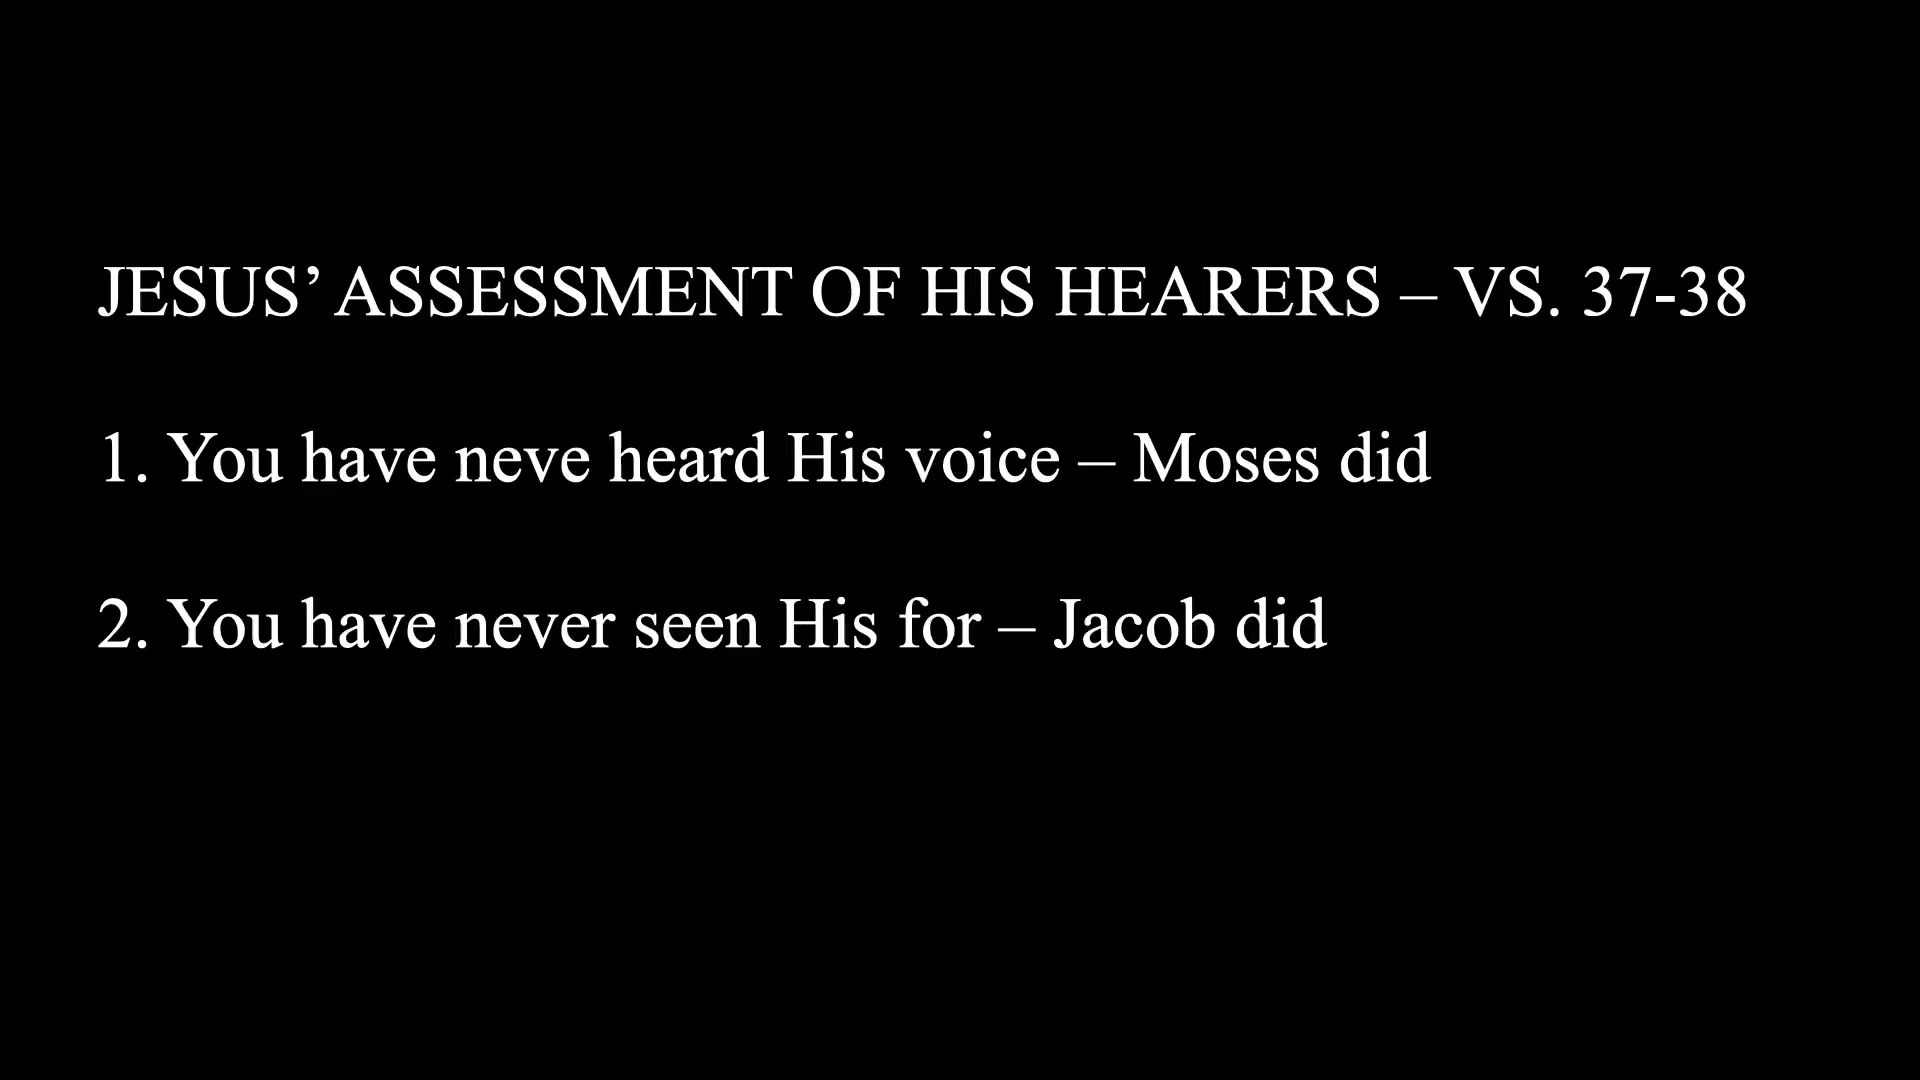 JESUS’ ASSESSMENT OF HIS HEARERS – VS. 37-38
1. You have neve heard His voice – Moses did
2. You have never seen His for – Jacob did